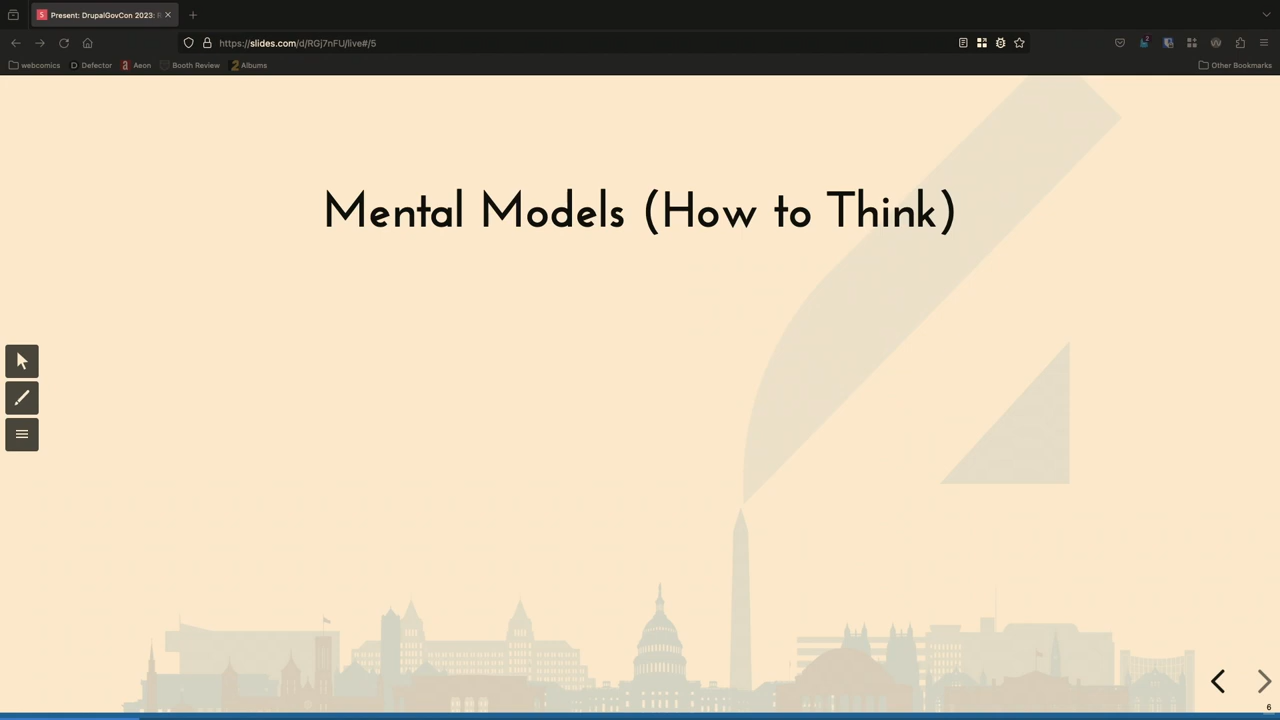 Present: DrupalGovCon 2023:
https://slides.com/d/RGj7nFU/live#/5
webcomics
Defector
Aeon
Booth Review
Albums
Other Bookmarks
Mental Models (How to Think)
6